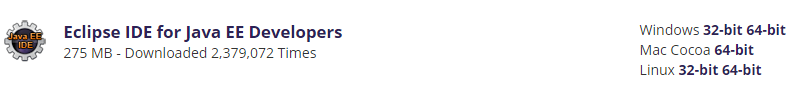 Java EE
IDE
Eclipse IDE for Java EE Developers
275 MB - Downloaded 2,379,072 Times
Windows 32-bit 64-bit
Mac Cocoa 64-bit
Linux 32-bit 64-bit